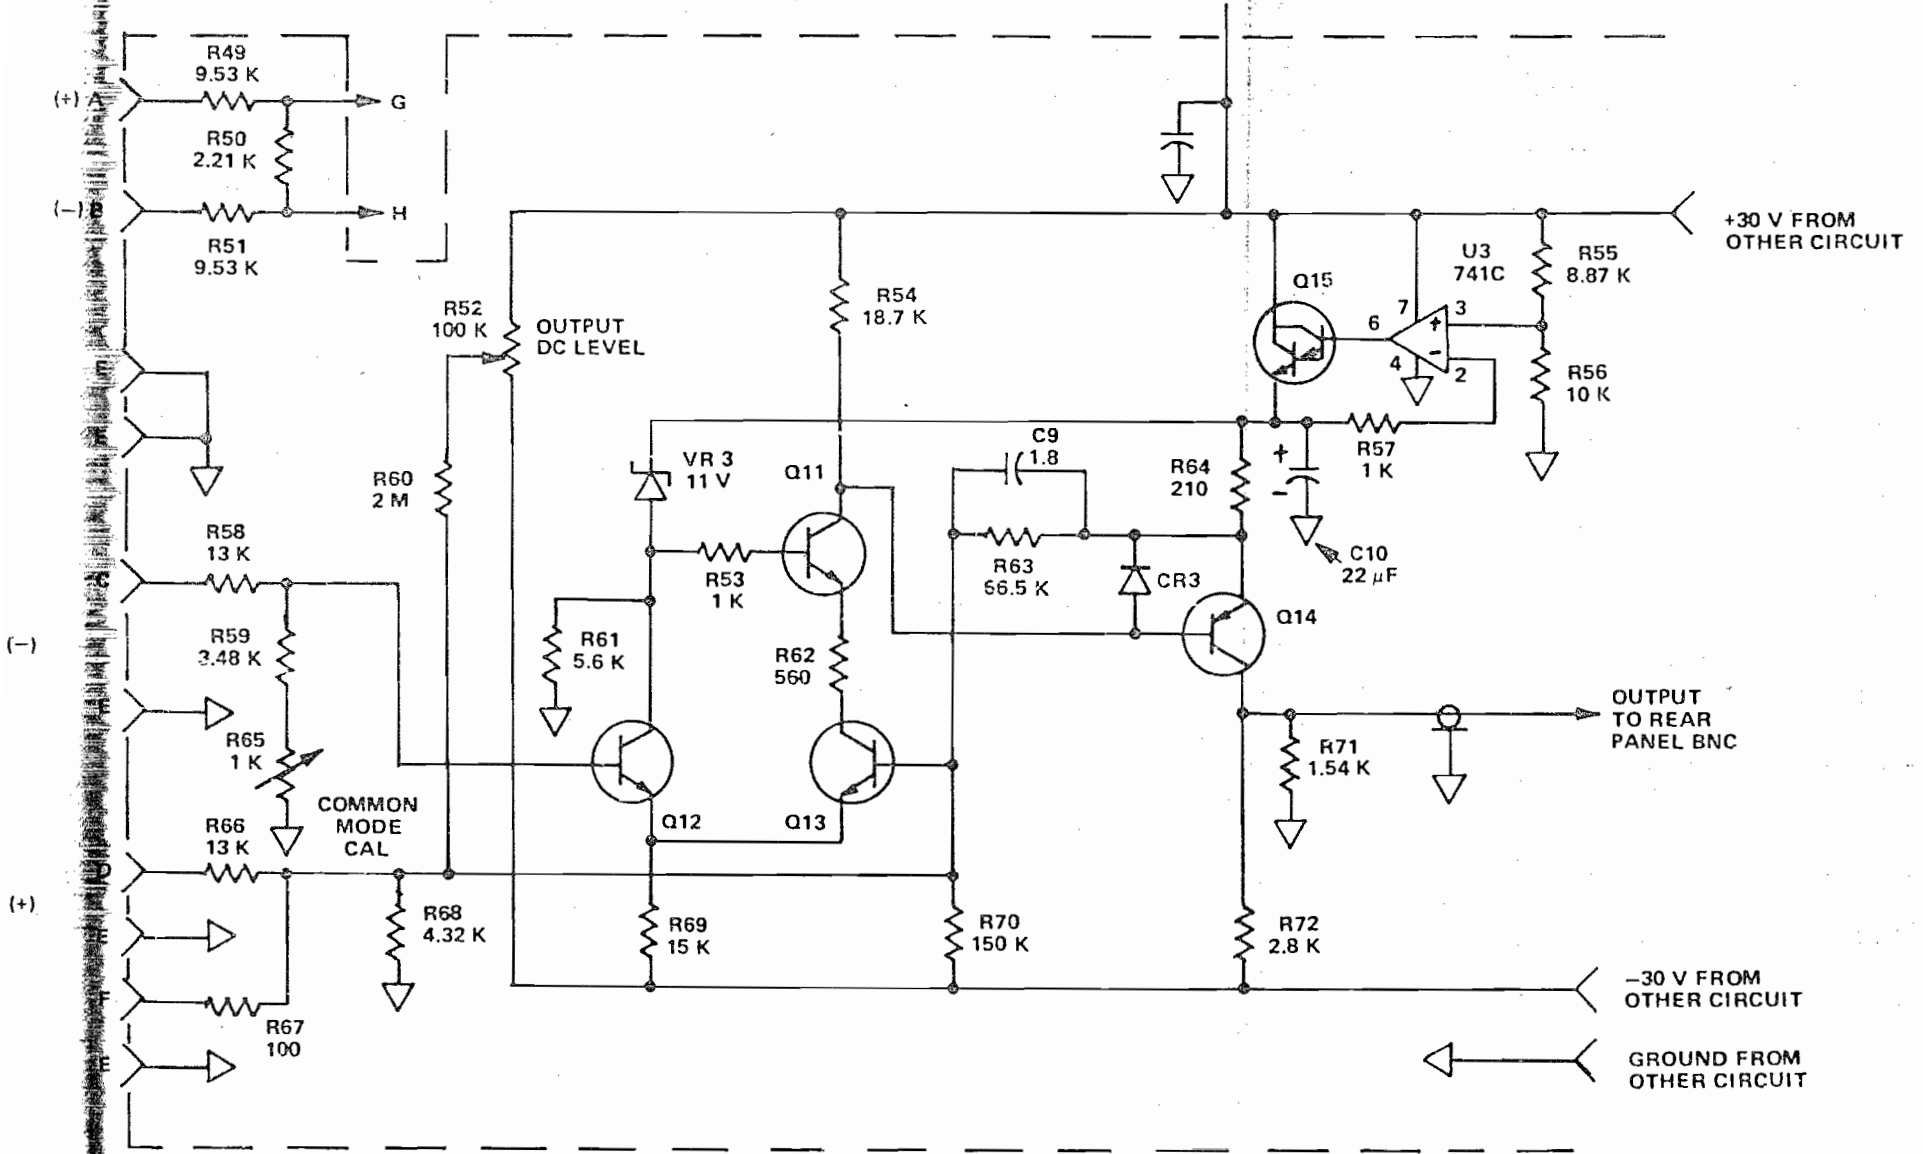 R49
9.53 K
(+) A
G
R50
2.21 K
(−) B
H
R51
9.53 K
+30 V FROM
OTHER CIRCUIT
U3
741C
R55
8.87 K
Q15
R52
100 K
OUTPUT
DC LEVEL
R54
18.7 K
7
3
6
+
−
4
2
R56
10 K
E
C9
1.8
R57
1 K
VR 3
11 V
Q11
R64
210
+
−
R60
2 M
R58
13 K
C
R53
1 K
R63
56.5 K
CR3
C10
22 µF
Q14
(−)
R59
3.48 K
R61
5.6 K
R62
560
OUTPUT
TO REAR
PANEL BNC
R65
1 K
R71
1.54 K
COMMON
MODE
CAL
Q12
Q13
R66
13 K
D
(+)
R68
4.32 K
R69
15 K
R70
150 K
R72
2.8 K
E
−30 V FROM
OTHER CIRCUIT
F
R67
100
E
GROUND FROM
OTHER CIRCUIT